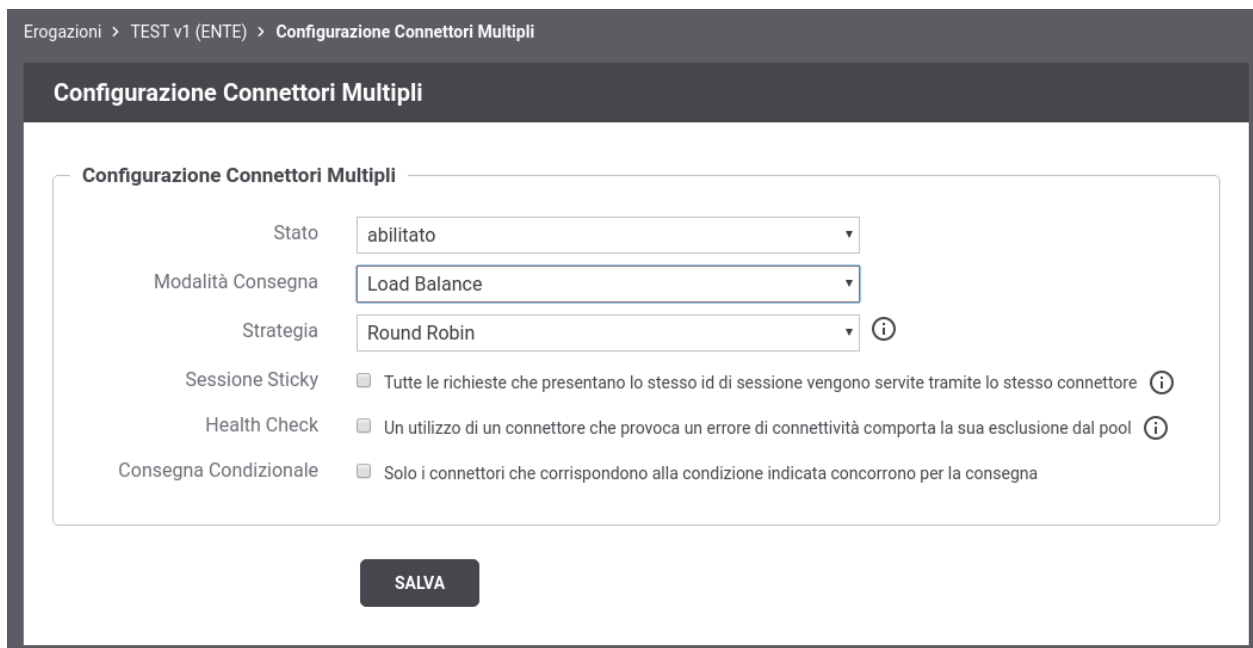 Erogazioni > TEST v1 (ENTE) > Configurazione Connettori Multipli
Configurazione Connettori Multipli
Configurazione Connettori Multipli
Stato abilitato
Modalità Consegna Load Balance
Strategia Round Robin
Sessione Sticky Tutte le richieste che presentano lo stesso id di sessione vengono servite tramite lo stesso connettore
Health Check Un utilizzo di un connettore che provoca un errore di connettività comporta la sua esclusione dal pool
Consegna Condizionale Solo i connettori che corrispondono alla condizione indicata concorrono per la consegna
SALVA